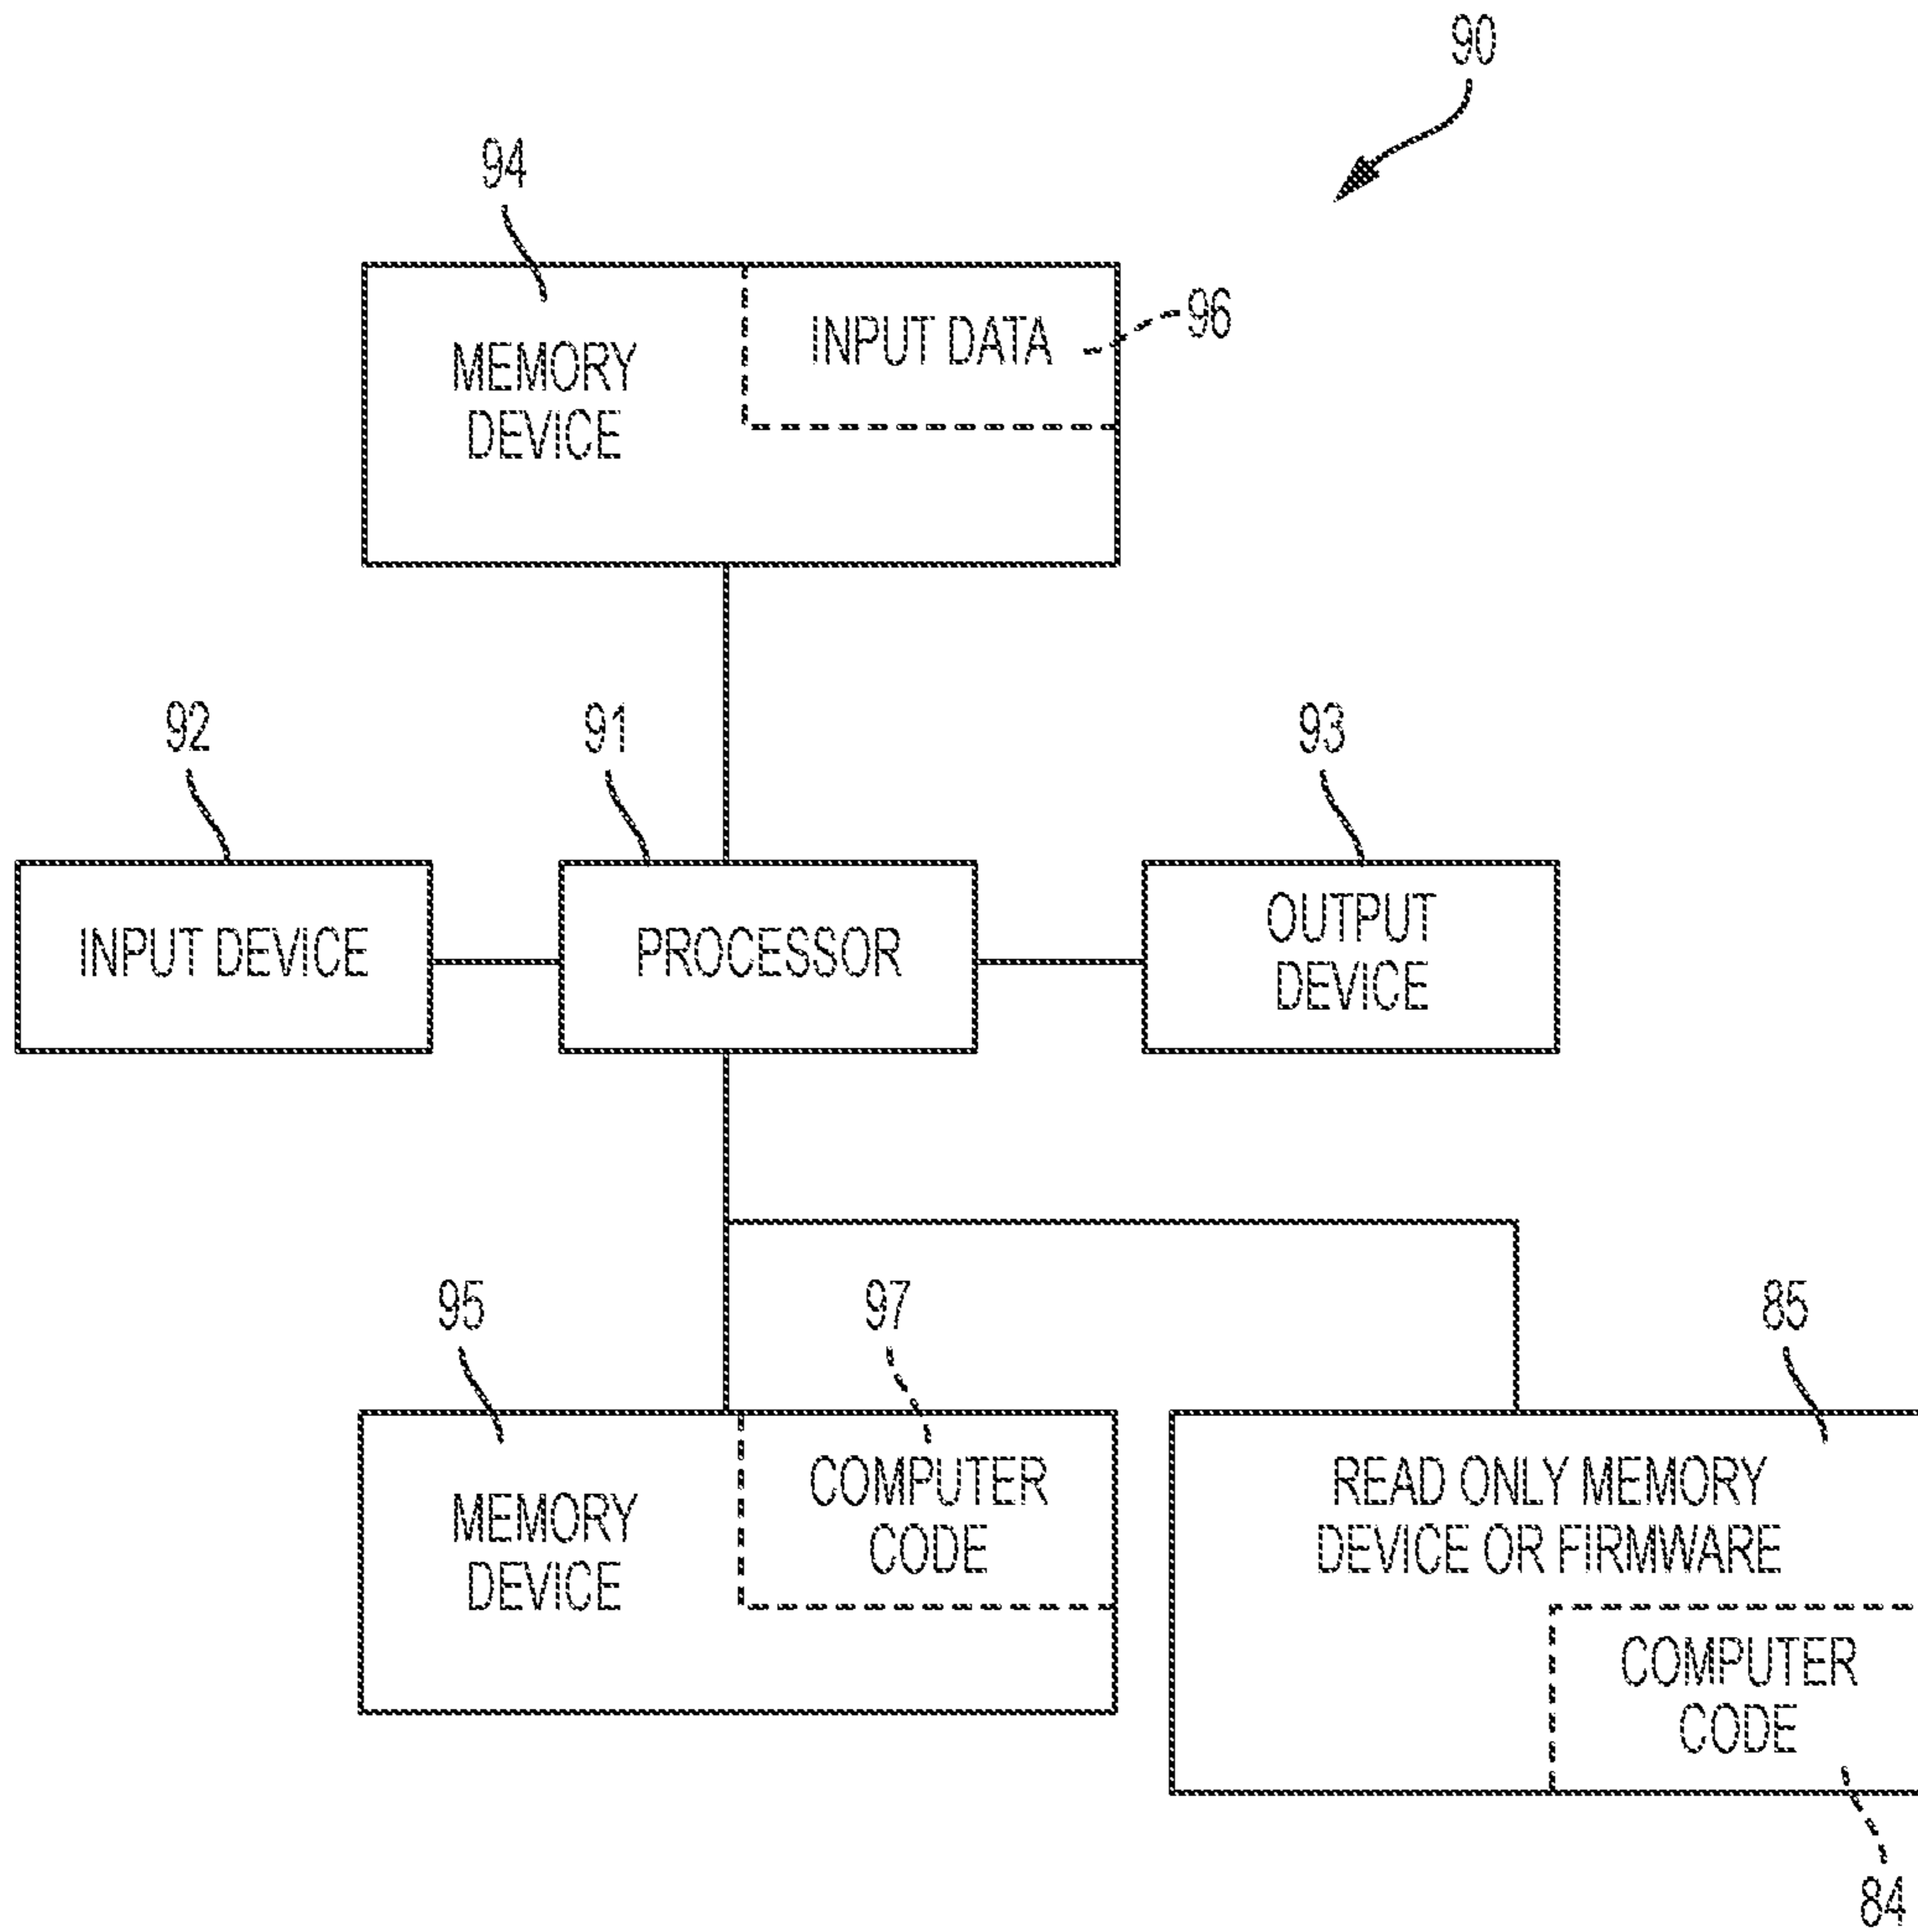 90
94
96
INPUT DATA
MEMORY
DEVICE
92
91
93
INPUT DEVICE
PROCESSOR
OUTPUT
DEVICE
95
97
85
MEMORY
DEVICE
COMPUTER
CODE
READ ONLY MEMORY
DEVICE OR FIRMWARE
COMPUTER
CODE
84